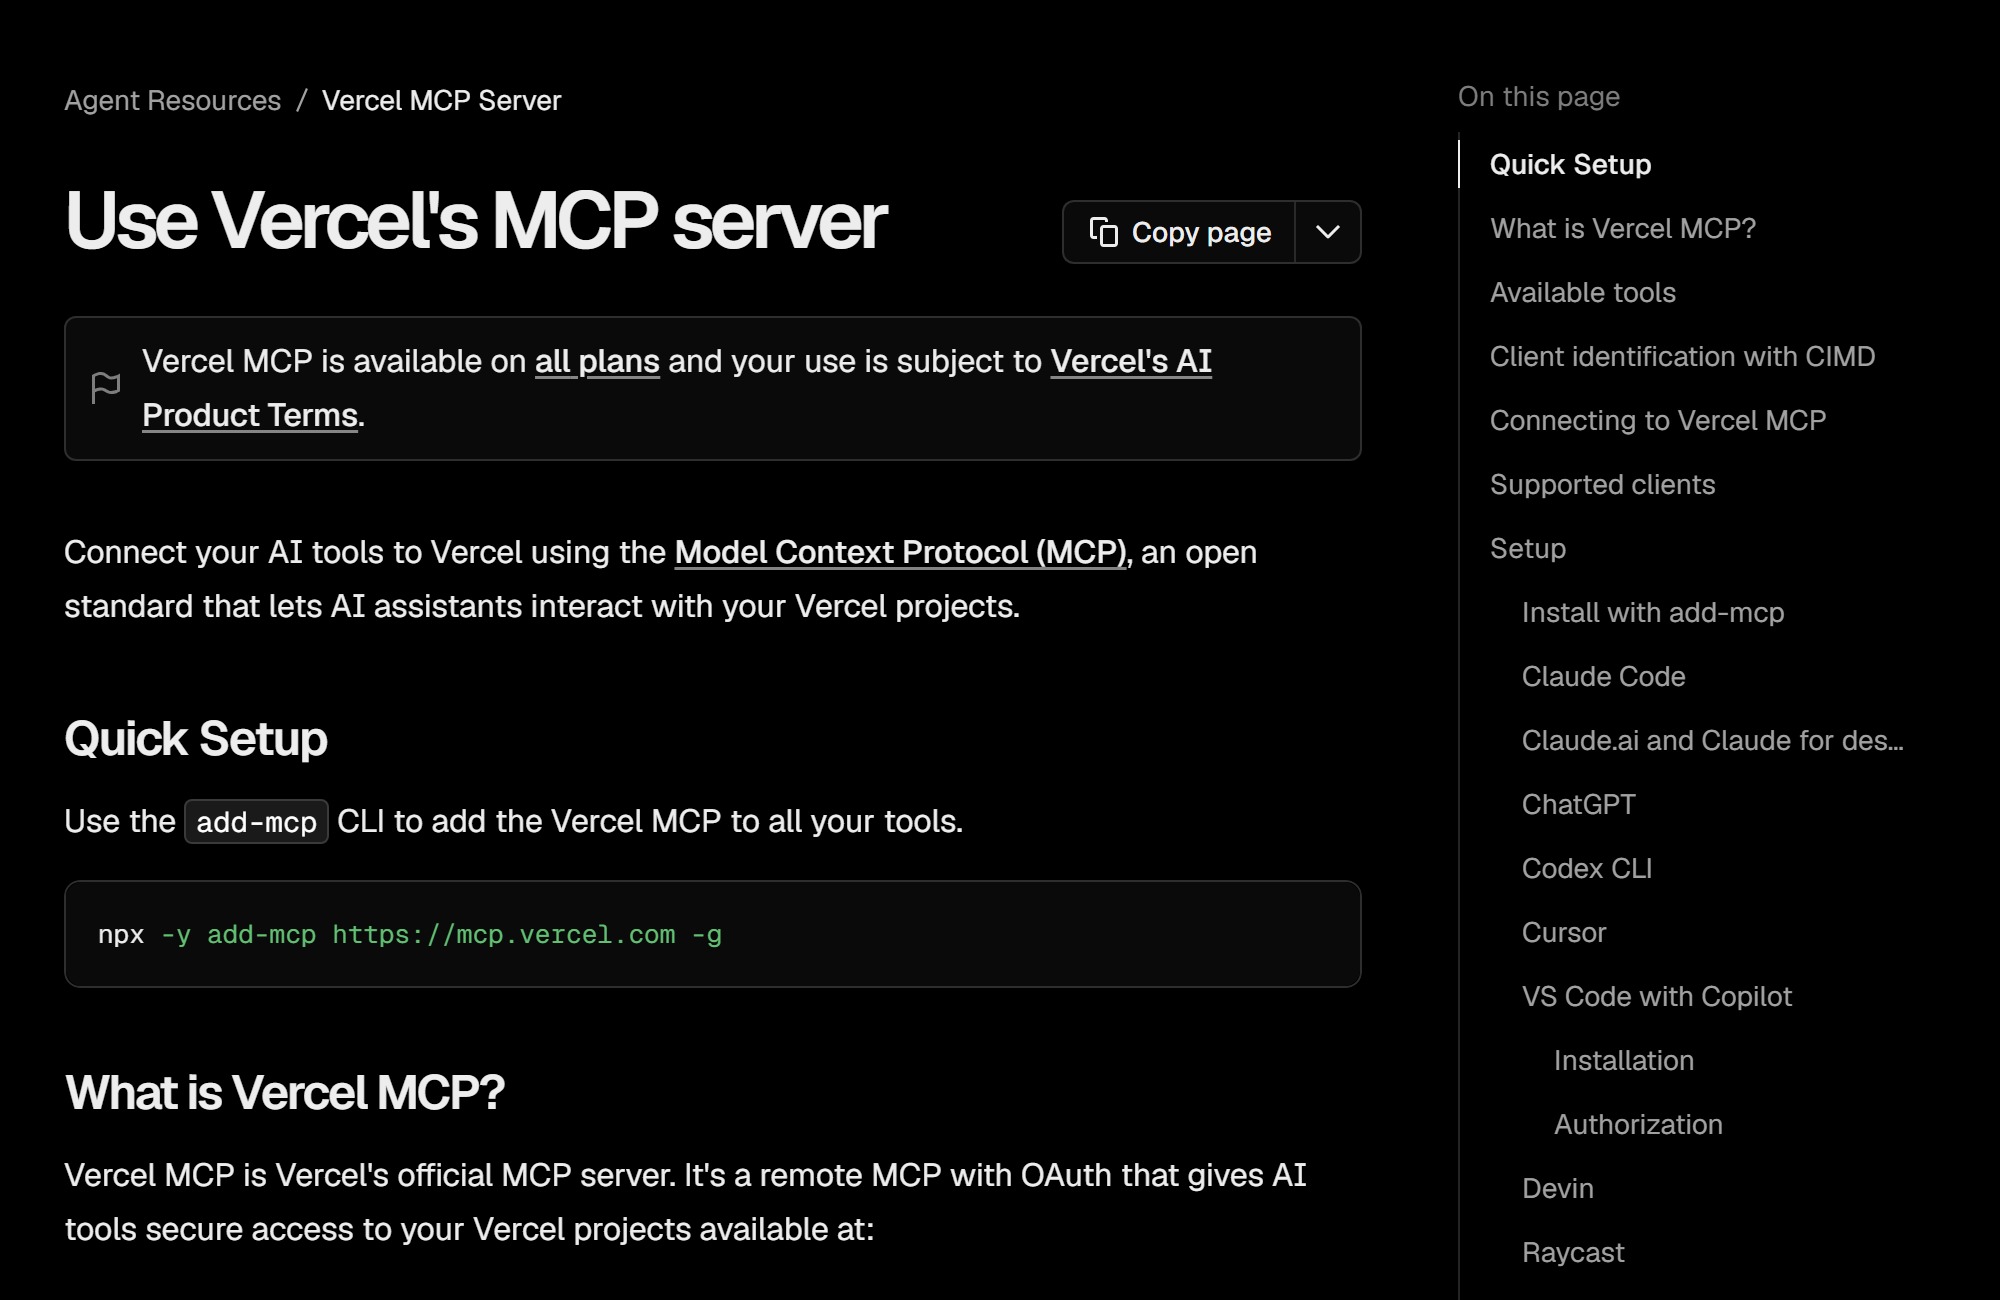 Agent Resources / Vercel MCP Server
Use Vercel's MCP server
Copy page
Vercel MCP is available on all plans and your use is subject to Vercel's AI
Product Terms.
Connect your AI tools to Vercel using the Model Context Protocol (MCP), an open
standard that lets AI assistants interact with your Vercel projects.
Quick Setup
Use the add-mcp CLI to add the Vercel MCP to all your tools.
npx -y add-mcp https://mcp.vercel.com -g
What is Vercel MCP?
Vercel MCP is Vercel's official MCP server. It's a remote MCP with OAuth that gives AI
tools secure access to your Vercel projects available at:
On this page
Quick Setup
What is Vercel MCP?
Available tools
Client identification with CIMD
Connecting to Vercel MCP
Supported clients
Setup
Install with add-mcp
Claude Code
Claude.ai and Claude for des...
ChatGPT
Codex CLI
Cursor
VS Code with Copilot
Installation
Authorization
Devin
Raycast